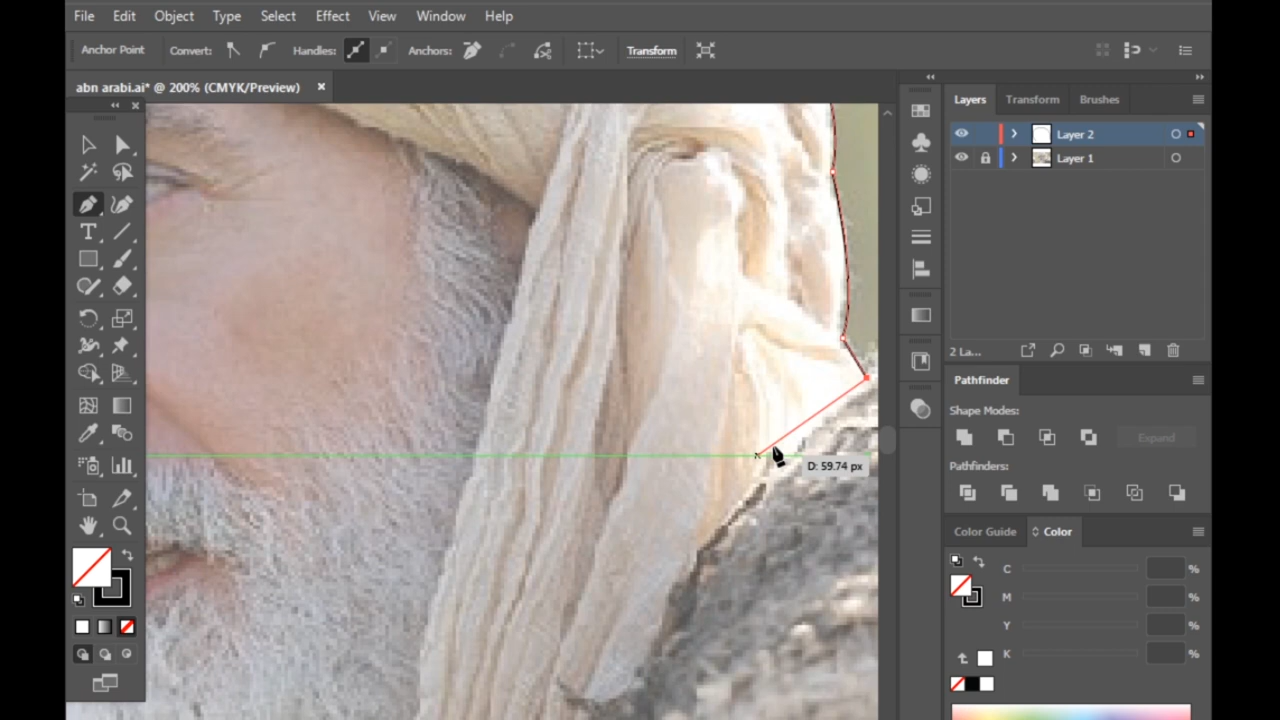 File Edit Object Type Select Effect View Window Help
Anchor Point Convert: Handles: Anchors: Transform
abn arabi.ai* @ 200% (CMYK/Preview)
Layers Transform Brushes
Layer 2
Layer 1
2 La...
Pathfinder
Shape Modes:
Expand
Pathfinders:
D: 59.74 px
Color Guide Color
C %
M %
Y %
K %